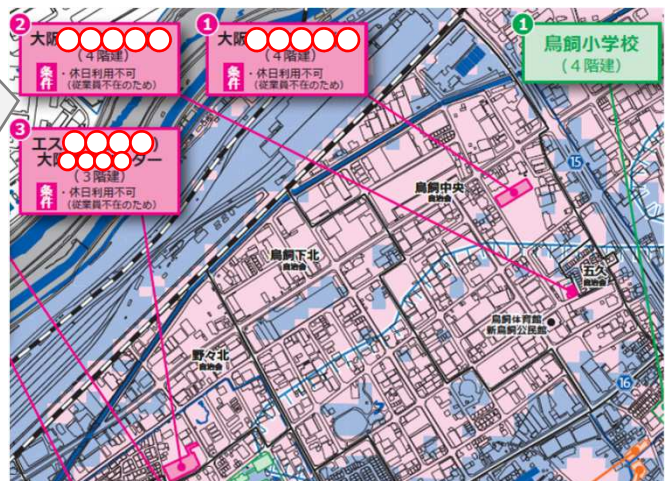 2
大阪
（４階建）
条件
・休日利用不可
（従業員不在のため）
1
大阪
（４階建）
条件
・休日利用不可
（従業員不在のため）
1
鳥飼小学校
（４階建）
3
エス
大阪 ター
（３階建）
条件
・休日利用不可
（従業員不在のため）
15
鳥飼中央
自治会
鳥飼下北
自治会
五久
自治会
鳥飼体育館
新鳥飼公民館
野々北
自治会
16